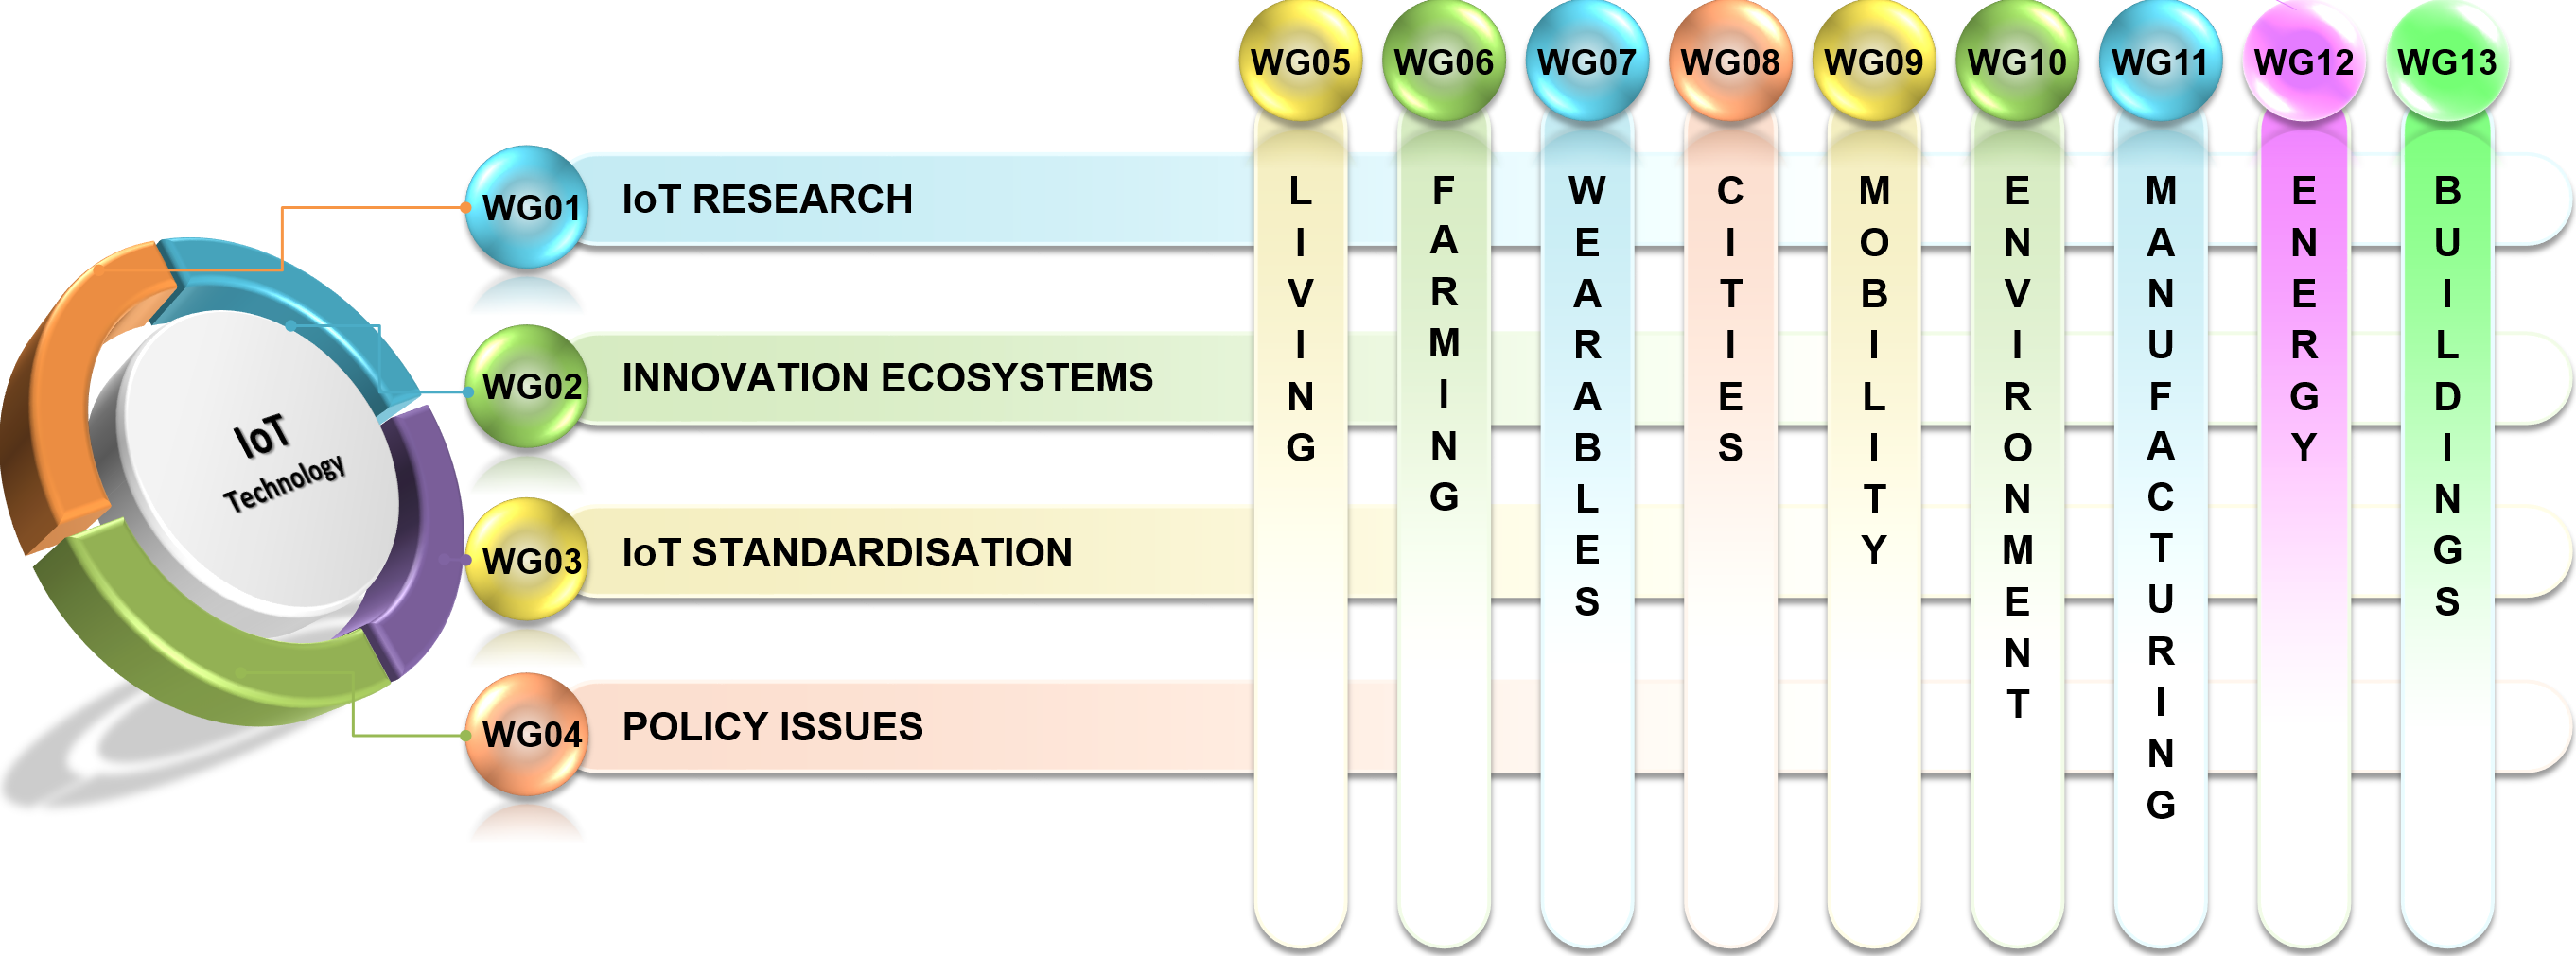 WG05 WG06 WG07 WG08 WG09 WG10 WG11 WG12 WG13
WG01 IoT RESEARCH
WG02 INNOVATION ECOSYSTEMS
WG03 IoT STANDARDISATION
WG04 POLICY ISSUES
IoT
Technology
LIVING
FARMING
WEARABLES
CITIES
MOBILITY
ENVIRONMENT
MANUFACTURING
ENERGY
BUILDINGS